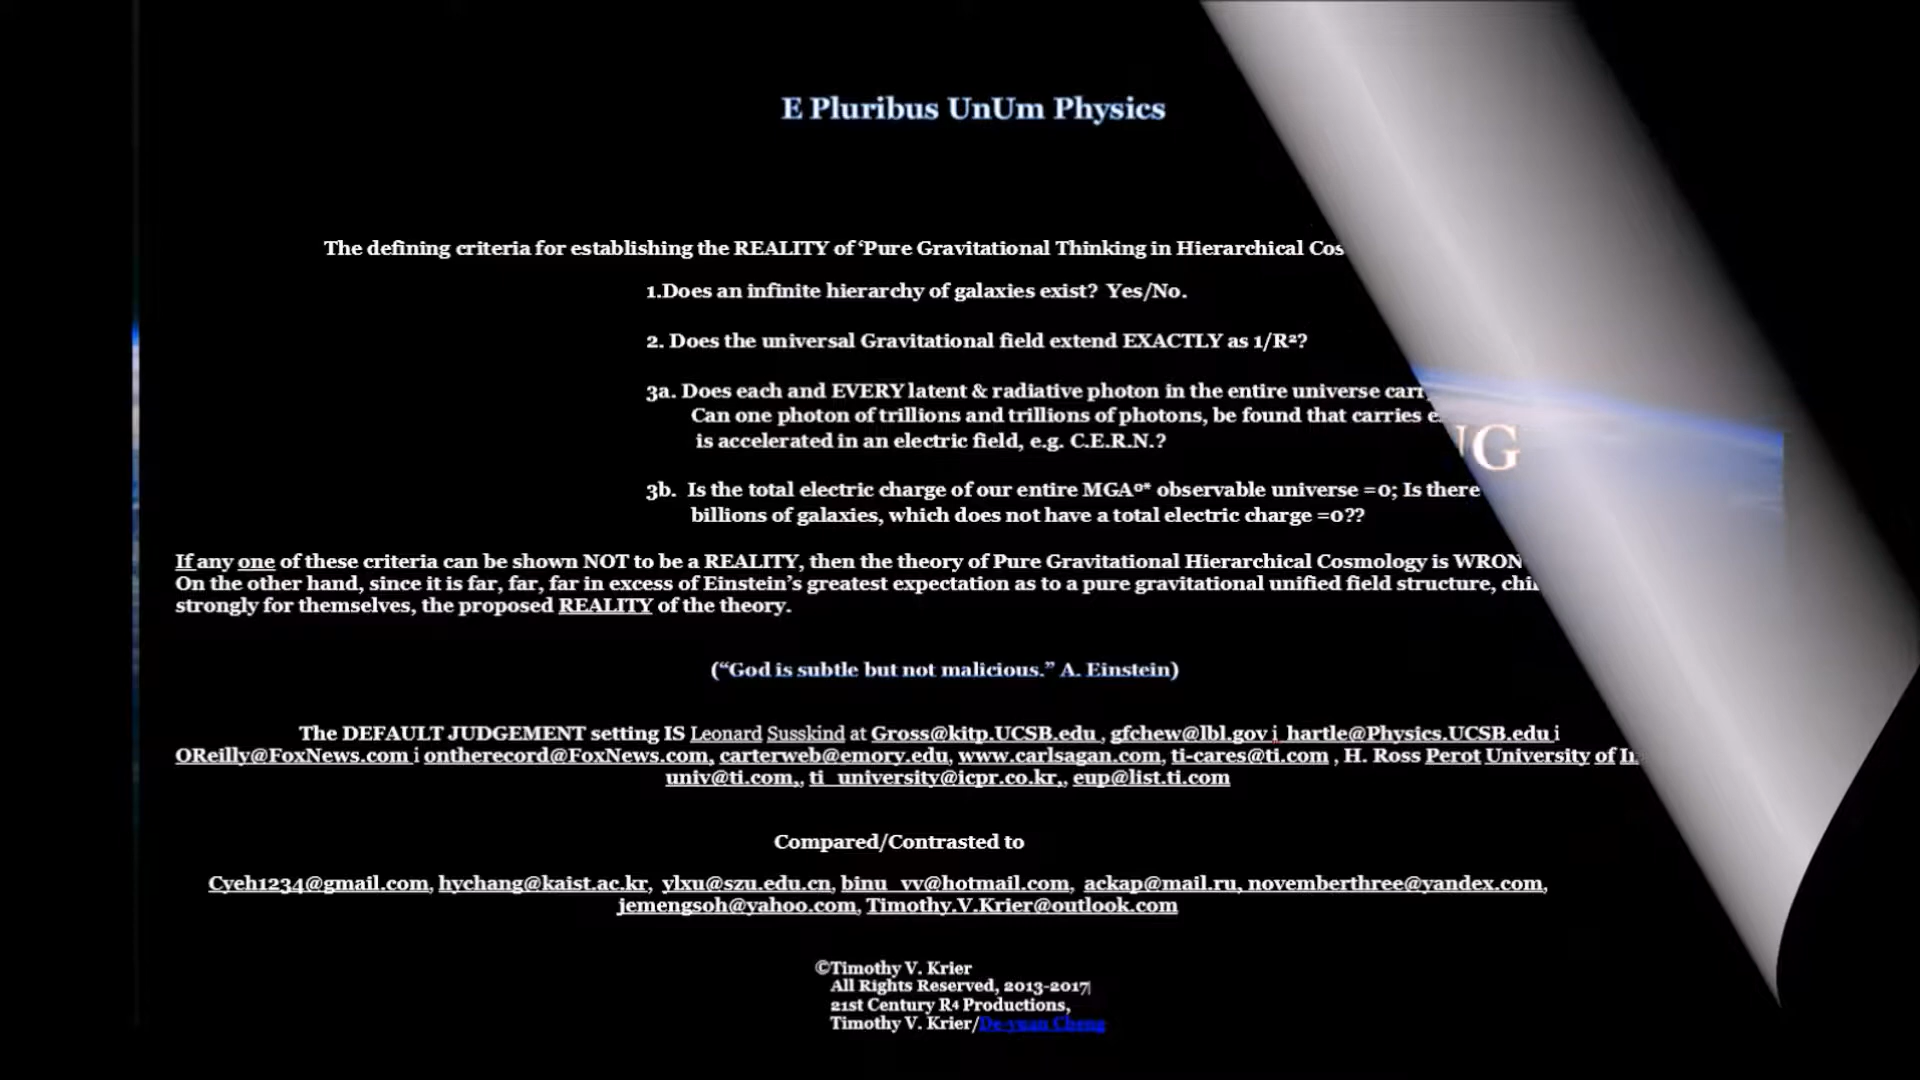 E Pluribus UnUm Physics
The defining criteria for establishing the REALITY of ‘Pure Gravitational Thinking in Hierarchical Cos
1.Does an infinite hierarchy of galaxies exist? Yes/No.
2. Does the universal Gravitational field extend EXACTLY as 1/R²?
3a. Does each and EVERY latent & radiative photon in the entire universe carr
Can one photon of trillions and trillions of photons, be found that carries e
is accelerated in an electric field, e.g. C.E.R.N.?
NG
3b. Is the total electric charge of our entire MGA⁰* observable universe =0; Is there
billions of galaxies, which does not have a total electric charge =0??
If any one of these criteria can be shown NOT to be a REALITY, then the theory of Pure Gravitational Hierarchical Cosmology is WRON
On the other hand, since it is far, far, far in excess of Einstein’s greatest expectation as to a pure gravitational unified field structure, chi
strongly for themselves, the proposed REALITY of the theory.
(“God is subtle but not malicious.” A. Einstein)
The DEFAULT JUDGEMENT setting IS Leonard Susskind at Gross@kitp.UCSB.edu , gfchew@lbl.gov i hartle@Physics.UCSB.edu i
OReilly@FoxNews.com i ontherecord@FoxNews.com, carterweb@emory.edu, www.carlsagan.com, ti-cares@ti.com , H. Ross Perot University of
univ@ti.com,, ti_university@icpr.co.kr,, eup@list.ti.com
Compared/Contrasted to
Cyeh1234@gmail.com, hychang@kaist.ac.kr, ylxu@szu.edu.cn, binu_vv@hotmail.com, ackap@mail.ru, novemberthree@yandex.com,
jemengsoh@yahoo.com, Timothy.V.Krier@outlook.com
©Timothy V. Krier
All Rights Reserved, 2013-2017
21st Century R4 Productions,
Timothy V. Krier/De-yuan Cheng